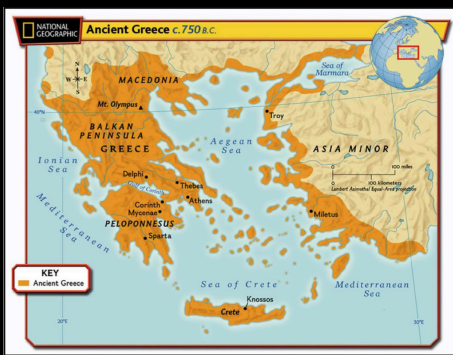 NATIONAL
GEOGRAPHIC
Ancient Greece c.750 B.C.
N
W E
S
MACEDONIA
Sea of
Marmara
Mt. Olympus
40°N
Troy
BALKAN
PENINSULA
GREECE
Aegean
Sea
ASIA MINOR
Ionian
Sea
0 100 miles
0 100 kilometers
Lambert Azimuthal Equal-Area projection
Delphi
Gulf of Corinth
Thebes
Athens
Corinth
Mycenae
Miletus
PELOPONNESUS
Sparta
Mediterranean
Sea
KEY
Ancient Greece
Sea of Crete
Mediterranean
Sea
Knossos
Crete
20°E
30°E